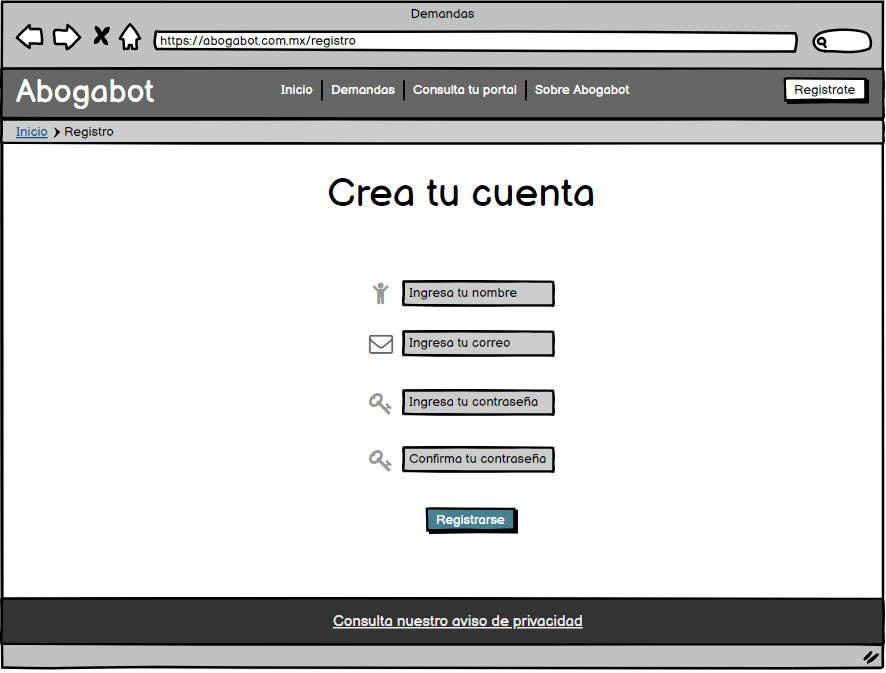 Demandas
https://abogabot.com.mx/registro
Abogabot
Inicio
Demandas
Consulta tu portal
Sobre Abogabot
Registrate
Inicio
Registro
Crea tu cuenta
Ingresa tu nombre
Ingresa tu correo
Ingresa tu contraseña
Confirma tu contraseña
Registrarse
Consulta nuestro aviso de privacidad